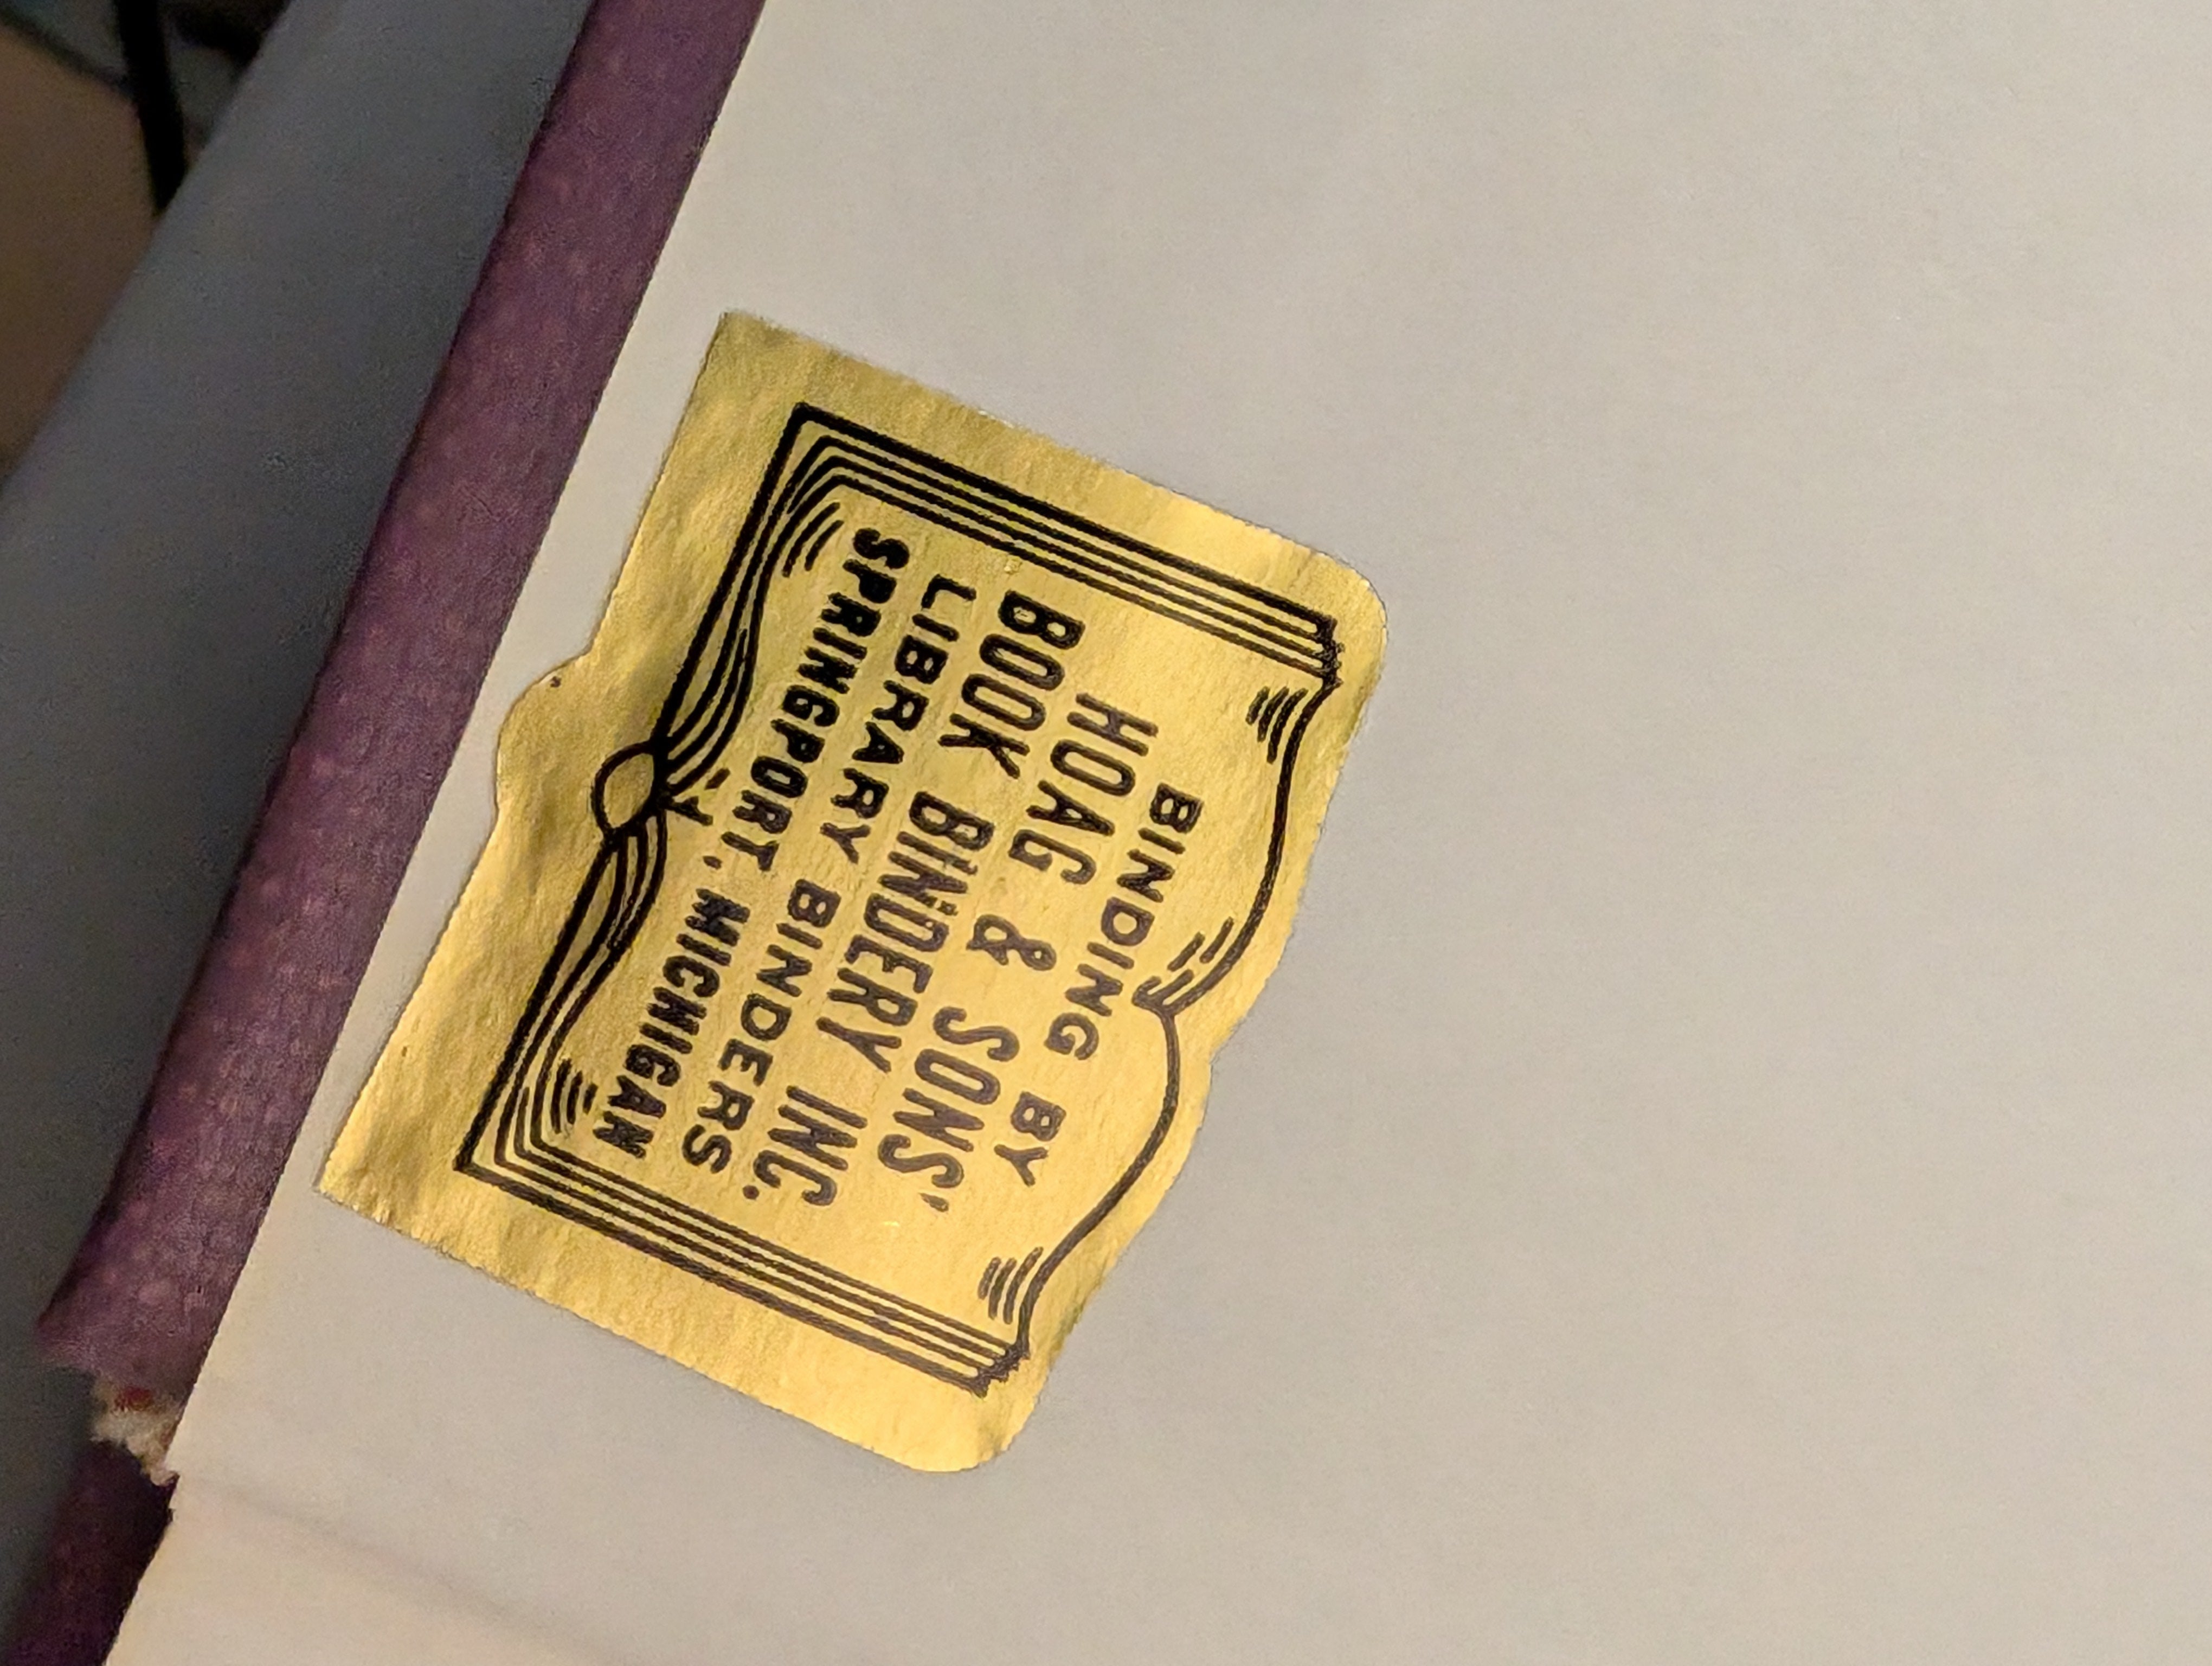 BINDING BY
HOAG & SONS'
BOOK BINDERY INC.
LIBRARY BINDERS
SPRINGPORT, MICHIGAN